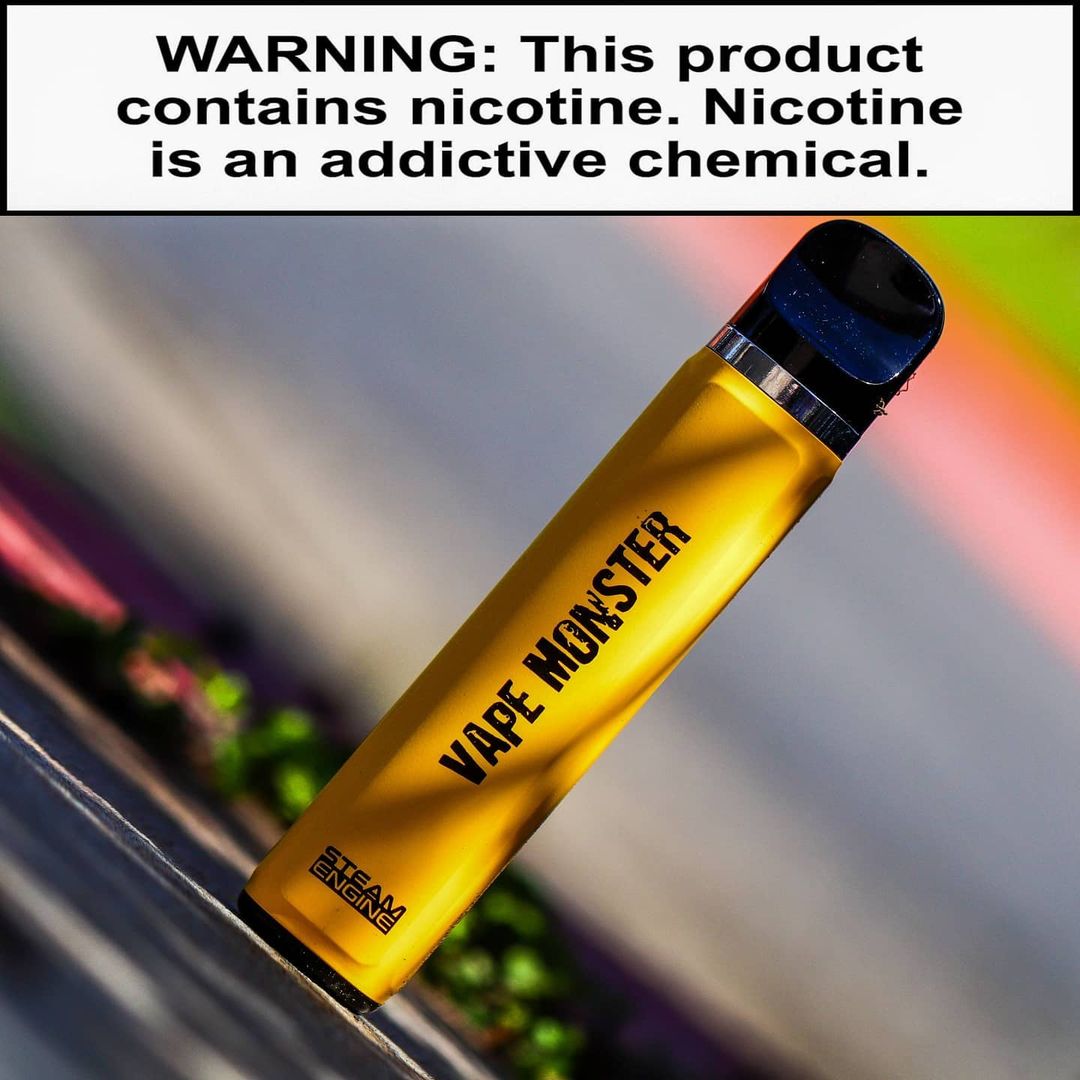 WARNING: This product
contains nicotine. Nicotine
is an addictive chemical.
VAPE MONSTER
STEAM
ENGINE